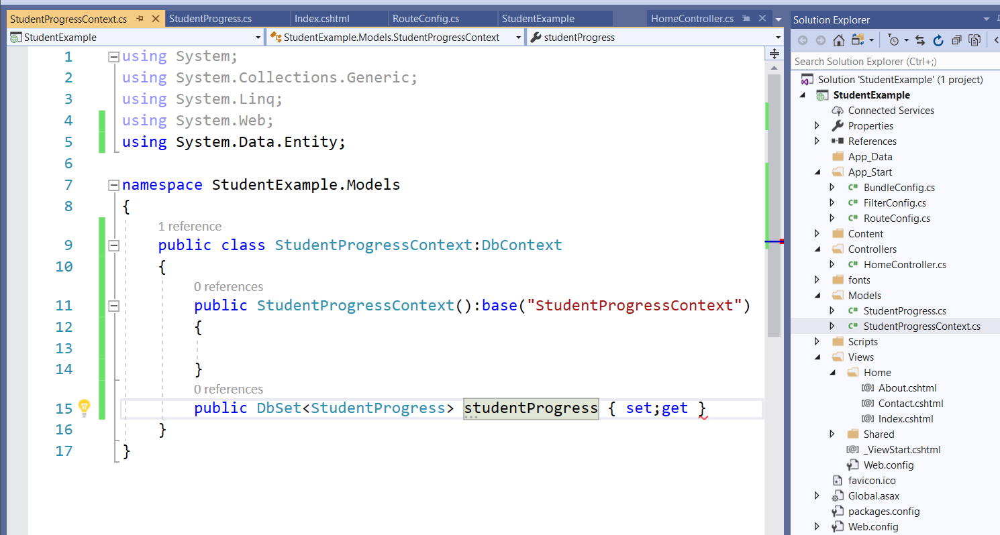 StudentProgressContext.cs
StudentProgress.cs
Index.cshtml
RouteConfig.cs
StudentExample
HomeController.cs
StudentExample
StudentExample.Models.StudentProgressContext
studentProgress
1 using System;
2 using System.Collections.Generic;
3 using System.Linq;
4 using System.Web;
5 using System.Data.Entity;
6
7 namespace StudentExample.Models
8 {
1 reference
9 public class StudentProgressContext:DbContext
10 {
0 references
11 public StudentProgressContext():base("StudentProgressContext")
12 {
13
14 }
0 references
15 public DbSet<StudentProgress> studentProgress { set;get }
16 }
17 }
Solution Explorer
Search Solution Explorer (Ctrl+;)
Solution 'StudentExample' (1 project)
StudentExample
Connected Services
Properties
References
App_Data
App_Start
C# BundleConfig.cs
C# FilterConfig.cs
C# RouteConfig.cs
Content
Controllers
C# HomeController.cs
fonts
Models
C# StudentProgress.cs
C# StudentProgressContext.cs
Scripts
Views
Home
[@] About.cshtml
[@] Contact.cshtml
[@] Index.cshtml
Shared
[@] _ViewStart.cshtml
Web.config
favicon.ico
Global.asax
packages.config
Web.config